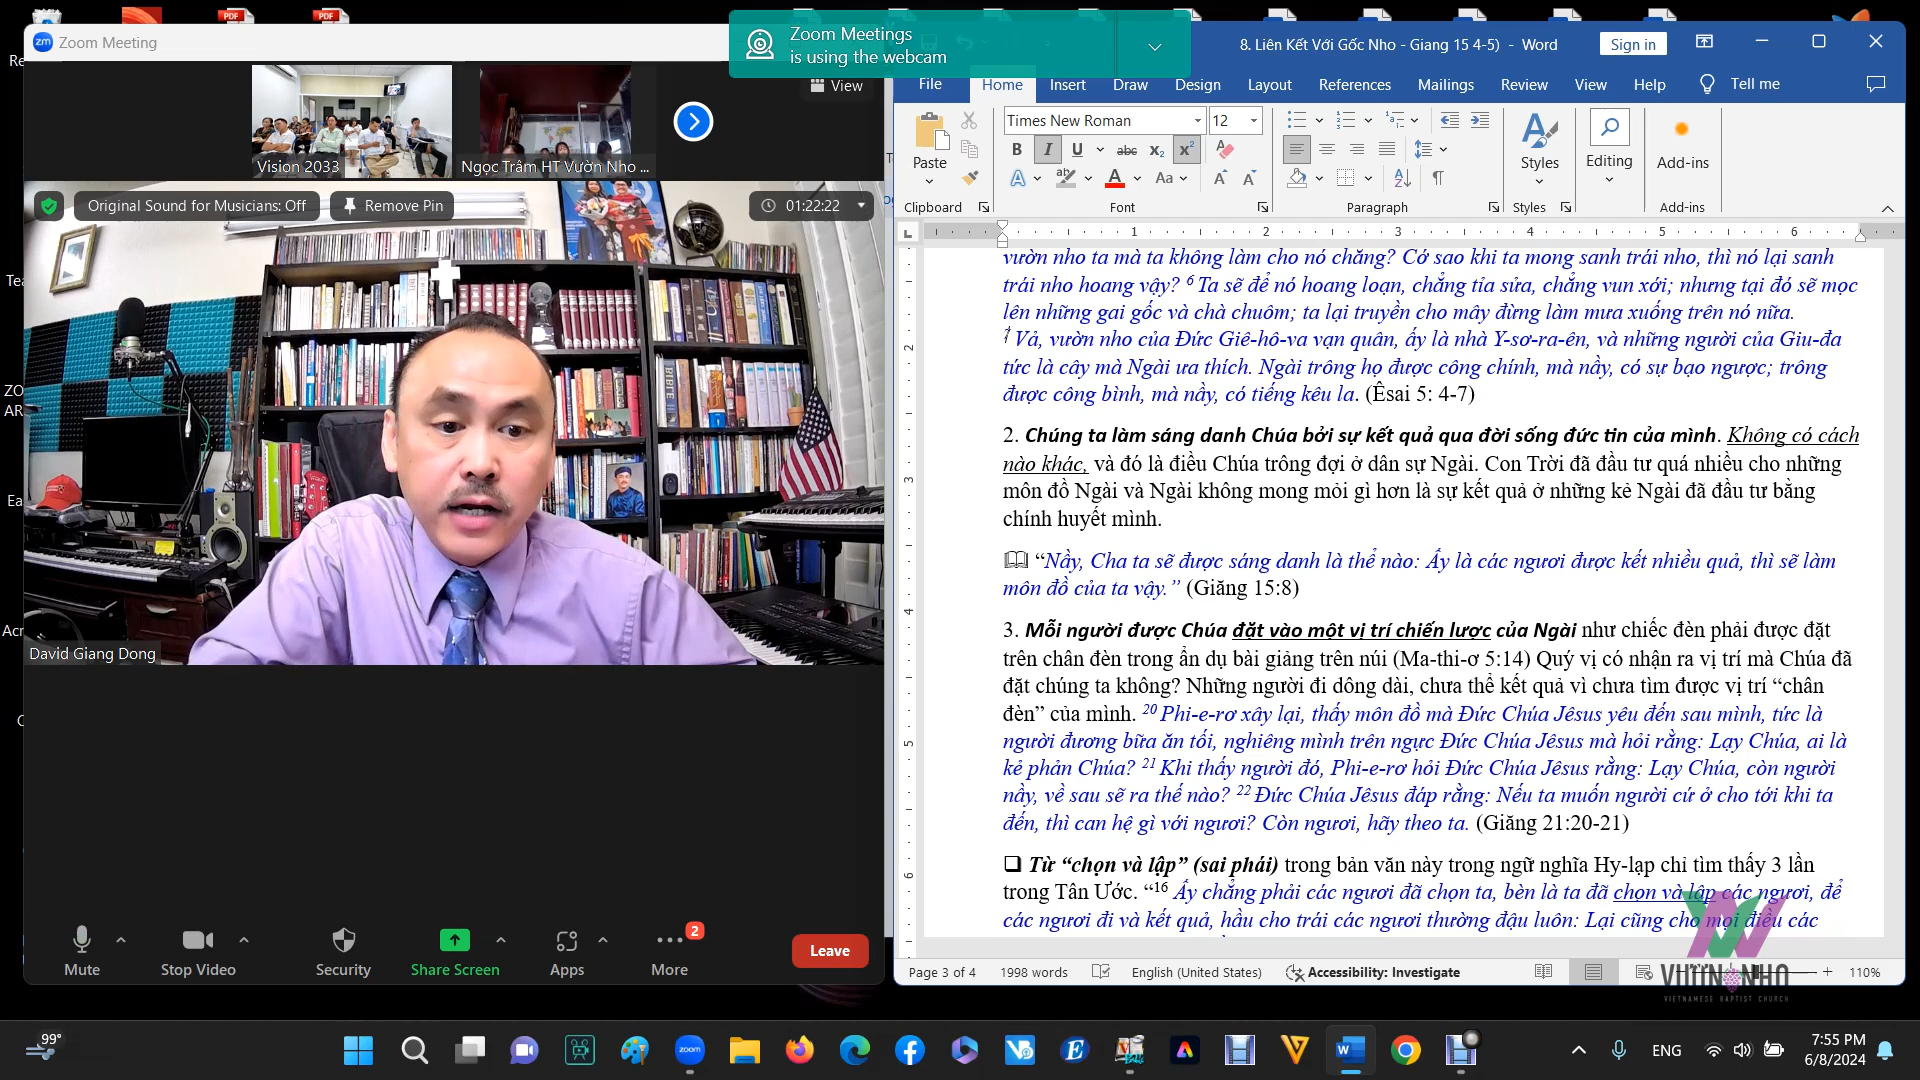 Zoom Meeting
Zoom Meetings
is using the webcam
View
Vision 2033
Ngọc Trâm HT Vườn Nho ...
Original Sound for Musicians: Off
Remove Pin
01:22:22
BIBLE
David Giang Dong
Mute
Stop Video
Security
Share Screen
Apps
More
2
Leave
8. Liên Kết Với Gốc Nho - Giang 15 4-5) - Word
Sign in
File
Home
Insert
Draw
Design
Layout
References
Mailings
Review
View
Help
Tell me
Paste
Times New Roman
12
B I U abc x₂ x²
Aa
Styles
Editing
Add-ins
Clipboard
Font
Paragraph
Styles
Add-ins
1 2 3 4 5 6
vườn nho ta mà ta không làm cho nó chăng? Cớ sao khi ta mong sanh trái nho, thì nó lại sanh
trái nho hoang vậy? ⁶ Ta sẽ để nó hoang loạn, chẳng tỉa sửa, chẳng vun xới; nhưng tại đó sẽ mọc
lên những gai gốc và chà chuôm; ta lại truyền cho mây đừng làm mưa xuống trên nó nữa.
⁷ Vả, vườn nho của Đức Giê-hô-va vạn quân, ấy là nhà Y-sơ-ra-ên, và những người của Giu-đa
tức là cây mà Ngài ưa thích. Ngài trông họ được công chính, mà nầy, có sự bạo ngược; trông
được công bình, mà nầy, có tiếng kêu la. (Êsai 5: 4-7)
2. Chúng ta làm sáng danh Chúa bởi sự kết quả qua đời sống đức tin của mình. Không có cách
nào khác, và đó là điều Chúa trông đợi ở dân sự Ngài. Con Trời đã đầu tư quá nhiều cho những
môn đồ Ngài và Ngài không mong mỏi gì hơn là sự kết quả ở những kẻ Ngài đã đầu tư bằng
chính huyết mình.
“Nầy, Cha ta sẽ được sáng danh là thể nào: Ấy là các ngươi được kết nhiều quả, thì sẽ làm
môn đồ của ta vậy.” (Giăng 15:8)
3. Mỗi người được Chúa đặt vào một vị trí chiến lược của Ngài như chiếc đèn phải được đặt
trên chân đèn trong ẩn dụ bài giảng trên núi (Ma-thi-ơ 5:14) Quý vị có nhận ra vị trí mà Chúa đã
đặt chúng ta không? Những người đi dông dài, chưa thể kết quả vì chưa tìm được vị trí “chân
đèn” của mình. ²⁰ Phi-e-rơ xây lại, thấy môn đồ mà Đức Chúa Jêsus yêu đến sau mình, tức là
người đương bữa ăn tối, nghiêng mình trên ngực Đức Chúa Jêsus mà hỏi rằng: Lạy Chúa, ai là
kẻ phản Chúa? ²¹ Khi thấy người đó, Phi-e-rơ hỏi Đức Chúa Jêsus rằng: Lạy Chúa, còn người
nầy, về sau sẽ ra thế nào? ²² Đức Chúa Jêsus đáp rằng: Nếu ta muốn người cứ ở cho tới khi ta
đến, thì can hệ gì với ngươi? Còn ngươi, hãy theo ta. (Giăng 21:20-21)
❑ Từ “chọn và lập” (sai phái) trong bản văn này trong ngữ nghĩa Hy-lạp chỉ tìm thấy 3 lần
trong Tân Ước. “¹⁶ Ấy chẳng phải các ngươi đã chọn ta, bèn là ta đã chọn và lập các ngươi, để
các ngươi đi và kết quả, hầu cho trái các ngươi thường đậu luôn: Lại cũng cho mọi điều các
Page 3 of 4
1998 words
English (United States)
Accessibility: Investigate
110%
VƯỜN NHO
VIETNAMESE BAPTIST CHURCH
99°
zoom
ENG
7:55 PM
6/8/2024